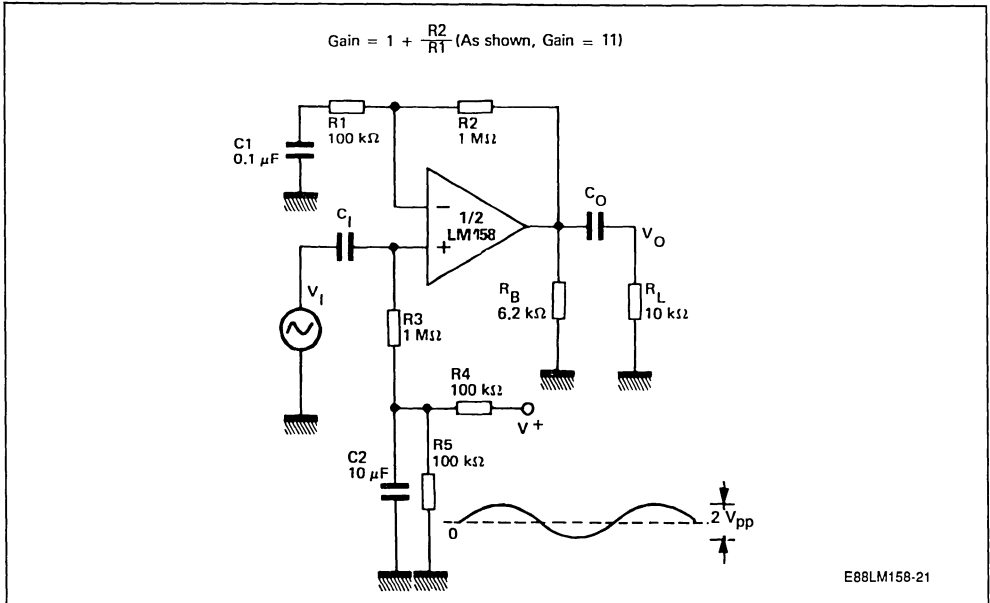 Gain = 1 + R2/R1 (As shown, Gain = 11)
R1
100 kΩ
R2
1 MΩ
C1
0.1 μF
CI
1/2
LM158
−
+
CO
VO
VI
R3
1 MΩ
RB
6.2 kΩ
RL
10 kΩ
R4
100 kΩ
V+
R5
100 kΩ
C2
10 μF
0
2 Vpp
E88LM158-21